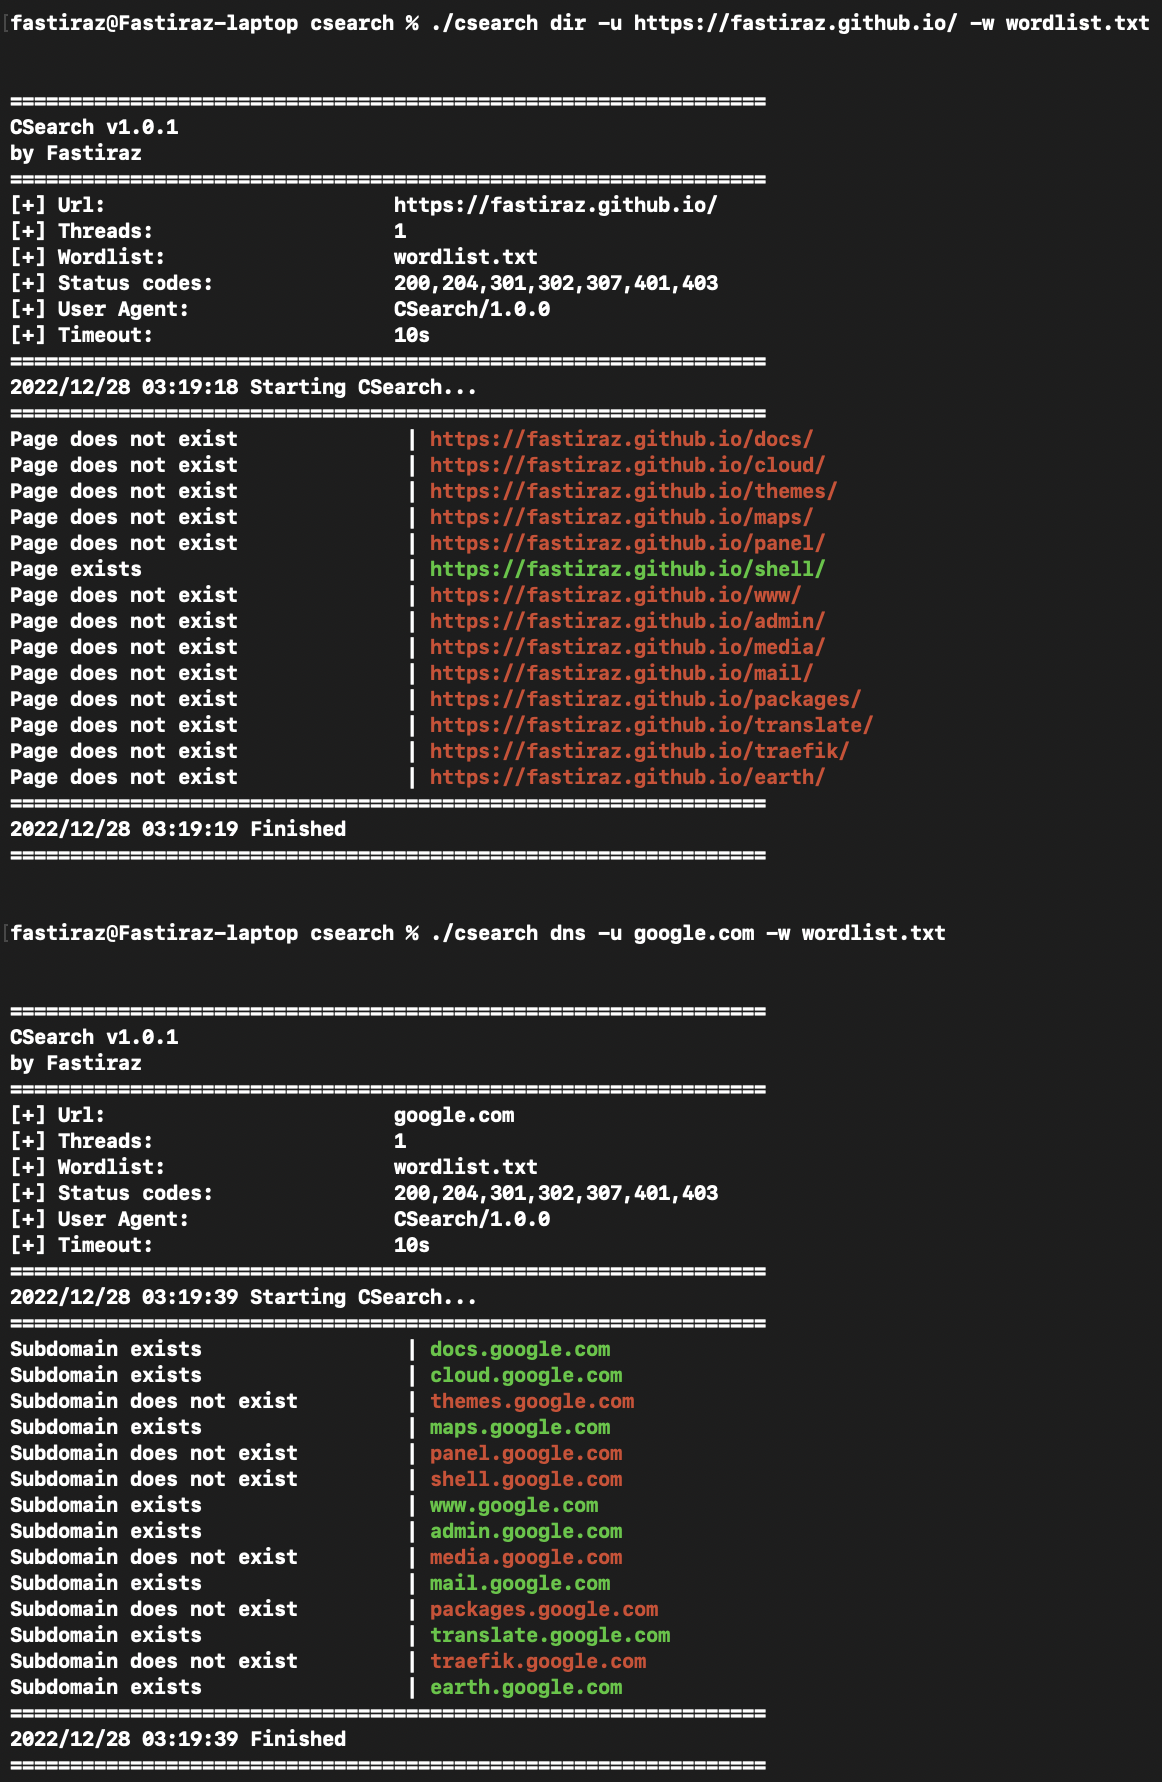 [fastiraz@Fastiraz-laptop csearch % ./csearch dir -u https://fastiraz.github.io/ -w wordlist.txt
===============================================================
CSearch v1.0.1
by Fastiraz
===============================================================
[+] Url:                        https://fastiraz.github.io/
[+] Threads:                    1
[+] Wordlist:                   wordlist.txt
[+] Status codes:               200,204,301,302,307,401,403
[+] User Agent:                 CSearch/1.0.0
[+] Timeout:                    10s
===============================================================
2022/12/28 03:19:18 Starting CSearch...
===============================================================
Page does not exist              | https://fastiraz.github.io/docs/
Page does not exist              | https://fastiraz.github.io/cloud/
Page does not exist              | https://fastiraz.github.io/themes/
Page does not exist              | https://fastiraz.github.io/maps/
Page does not exist              | https://fastiraz.github.io/panel/
Page exists                      | https://fastiraz.github.io/shell/
Page does not exist              | https://fastiraz.github.io/www/
Page does not exist              | https://fastiraz.github.io/admin/
Page does not exist              | https://fastiraz.github.io/media/
Page does not exist              | https://fastiraz.github.io/mail/
Page does not exist              | https://fastiraz.github.io/packages/
Page does not exist              | https://fastiraz.github.io/translate/
Page does not exist              | https://fastiraz.github.io/traefik/
Page does not exist              | https://fastiraz.github.io/earth/
===============================================================
2022/12/28 03:19:19 Finished
===============================================================
[fastiraz@Fastiraz-laptop csearch % ./csearch dns -u google.com -w wordlist.txt
===============================================================
CSearch v1.0.1
by Fastiraz
===============================================================
[+] Url:                        google.com
[+] Threads:                    1
[+] Wordlist:                   wordlist.txt
[+] Status codes:               200,204,301,302,307,401,403
[+] User Agent:                 CSearch/1.0.0
[+] Timeout:                    10s
===============================================================
2022/12/28 03:19:39 Starting CSearch...
===============================================================
Subdomain exists                 | docs.google.com
Subdomain exists                 | cloud.google.com
Subdomain does not exist         | themes.google.com
Subdomain exists                 | maps.google.com
Subdomain does not exist         | panel.google.com
Subdomain does not exist         | shell.google.com
Subdomain exists                 | www.google.com
Subdomain exists                 | admin.google.com
Subdomain does not exist         | media.google.com
Subdomain exists                 | mail.google.com
Subdomain does not exist         | packages.google.com
Subdomain exists                 | translate.google.com
Subdomain does not exist         | traefik.google.com
Subdomain exists                 | earth.google.com
===============================================================
2022/12/28 03:19:39 Finished
===============================================================